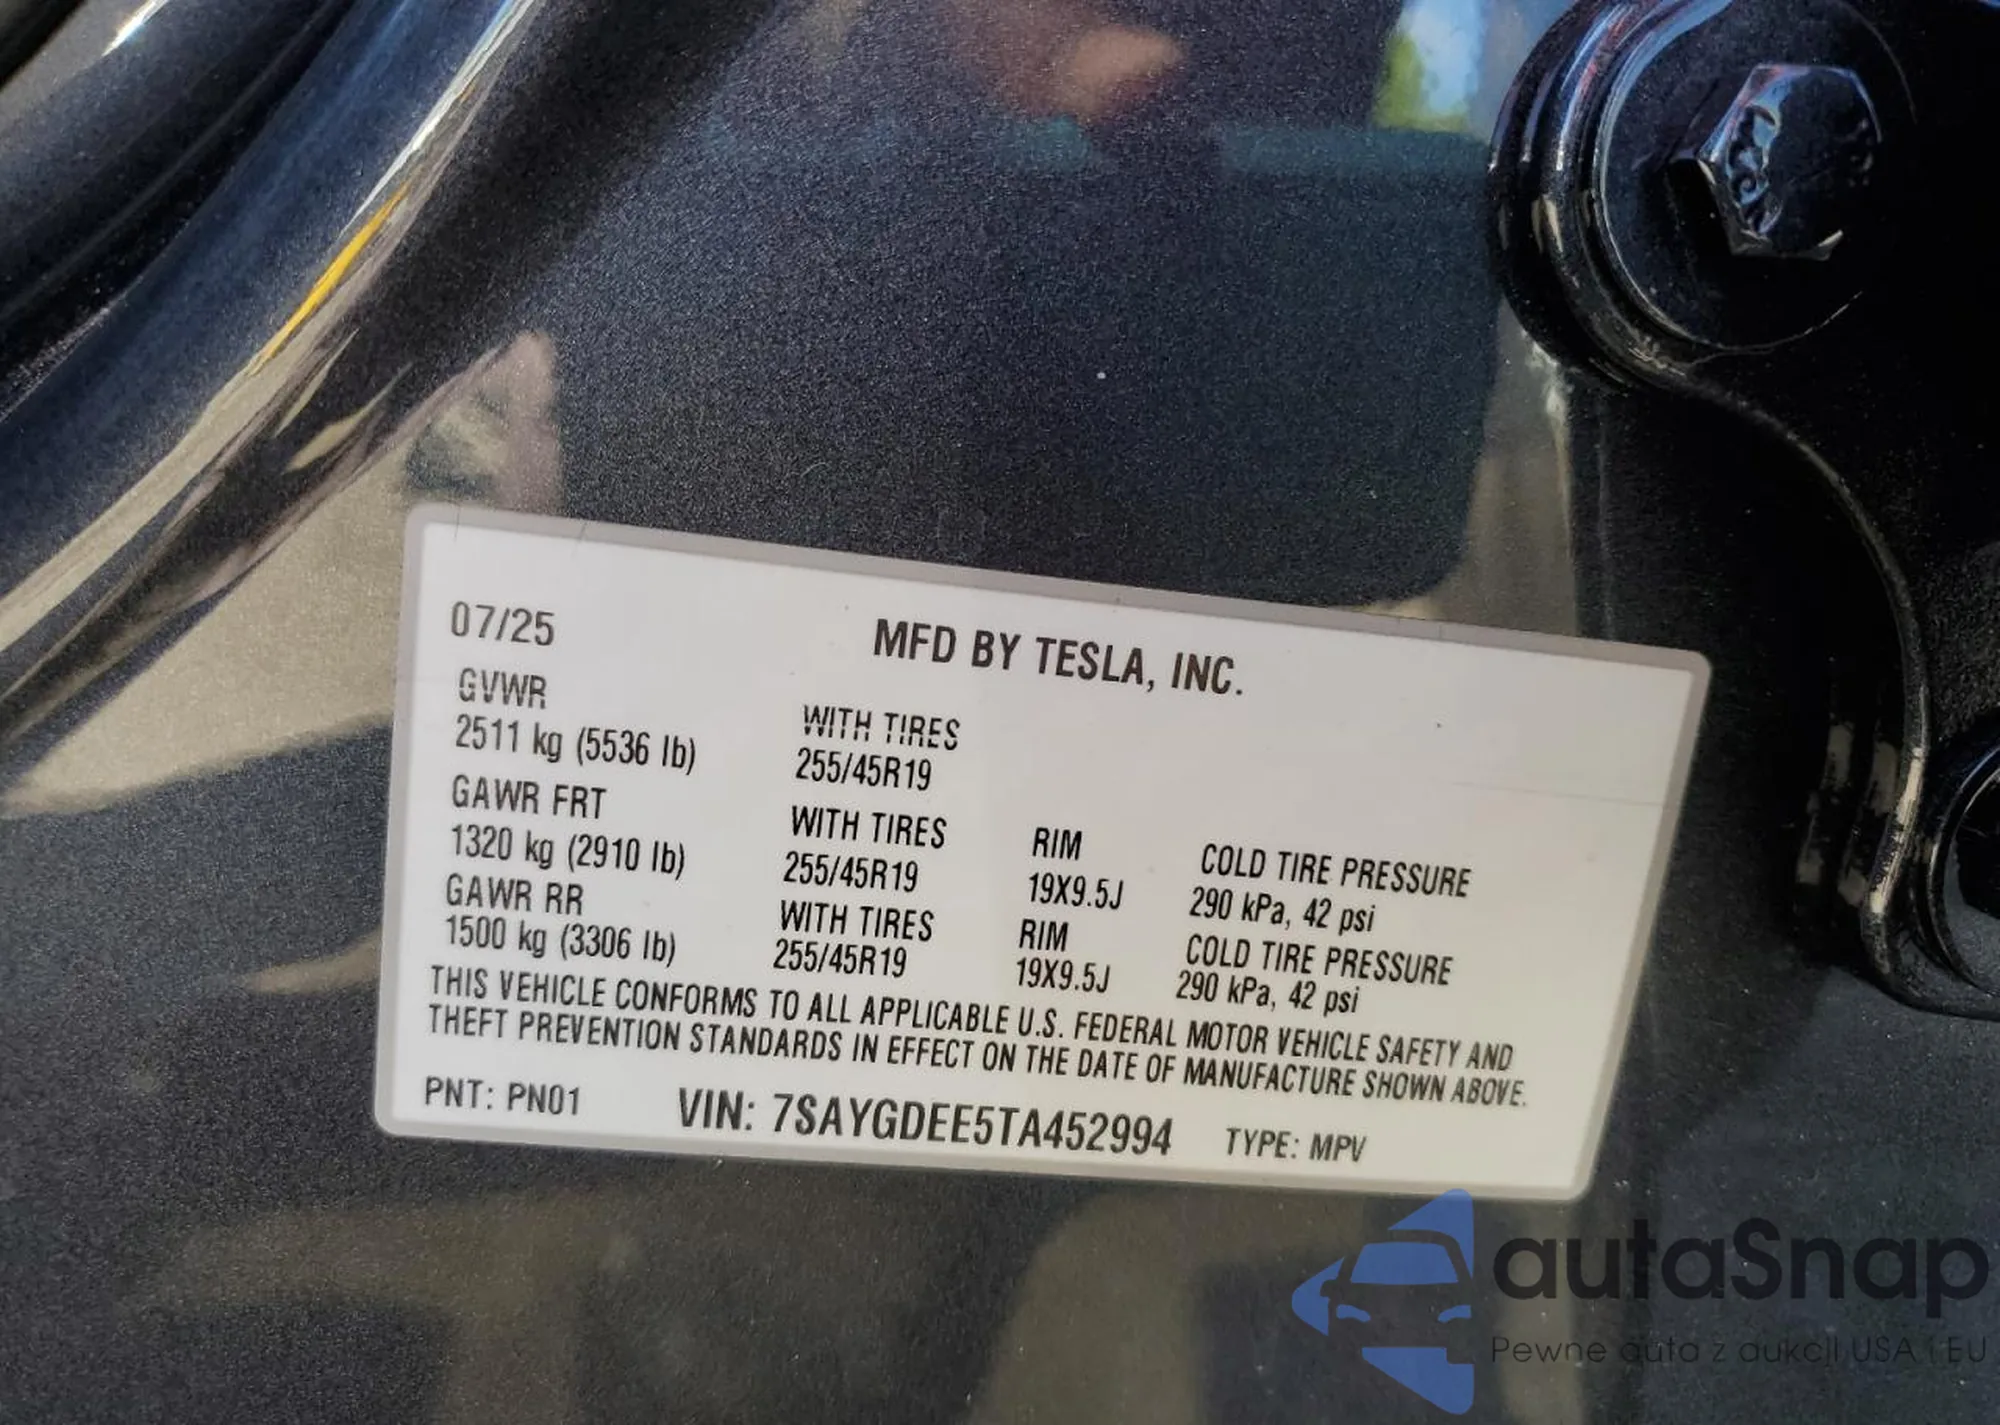 07/25
MFD BY TESLA, INC.
GVWR
2511 kg (5536 lb)
WITH TIRES
255/45R19
GAWR FRT
1320 kg (2910 lb)
WITH TIRES
255/45R19
RIM
19X9.5J
COLD TIRE PRESSURE
290 kPa, 42 psi
GAWR RR
1500 kg (3306 lb)
WITH TIRES
255/45R19
RIM
19X9.5J
COLD TIRE PRESSURE
290 kPa, 42 psi
THIS VEHICLE CONFORMS TO ALL APPLICABLE U.S. FEDERAL MOTOR VEHICLE SAFETY AND
THEFT PREVENTION STANDARDS IN EFFECT ON THE DATE OF MANUFACTURE SHOWN ABOVE.
PNT: PN01 VIN: 7SAYGDEE5TA452994 TYPE: MPV
autaSnap
Pewne auta z aukcji USA i EU